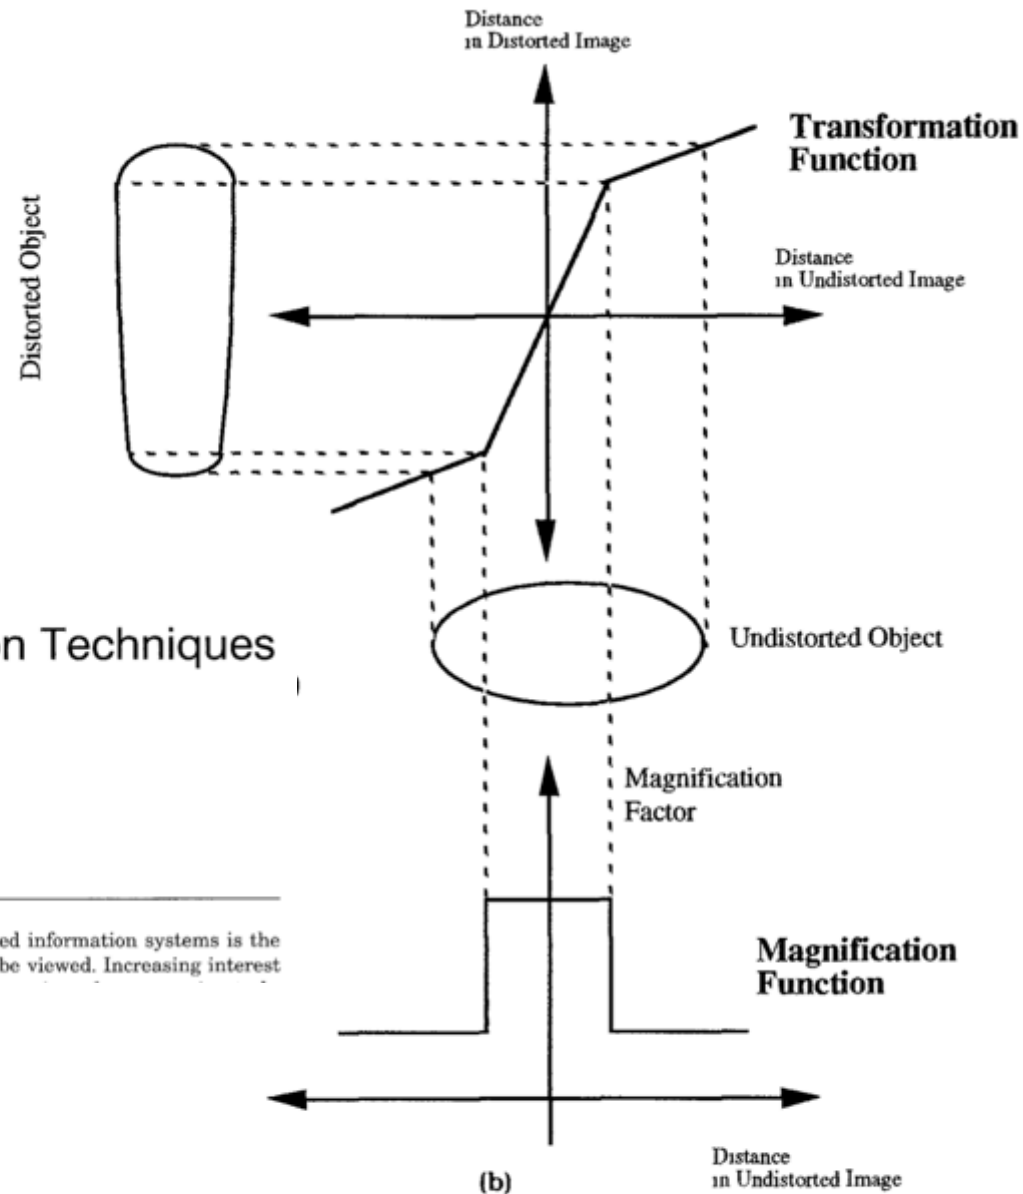 Distance
in Distorted Image
Transformation
Function
Distorted Object
Distance
in Undistorted Image
n Techniques
Undistorted Object
)
Magnification
Factor
ed information systems is the
be viewed. Increasing interest
Magnification
Function
Distance
in Undistorted Image
(b)